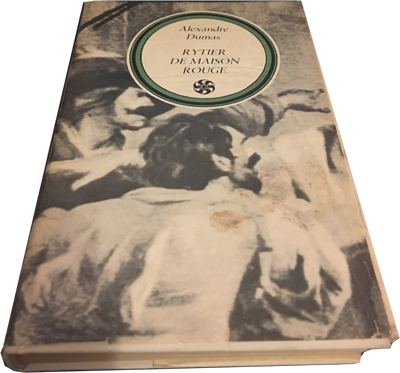 Alexandre
Dumas
RYTIER
DE MAISON
ROUGE